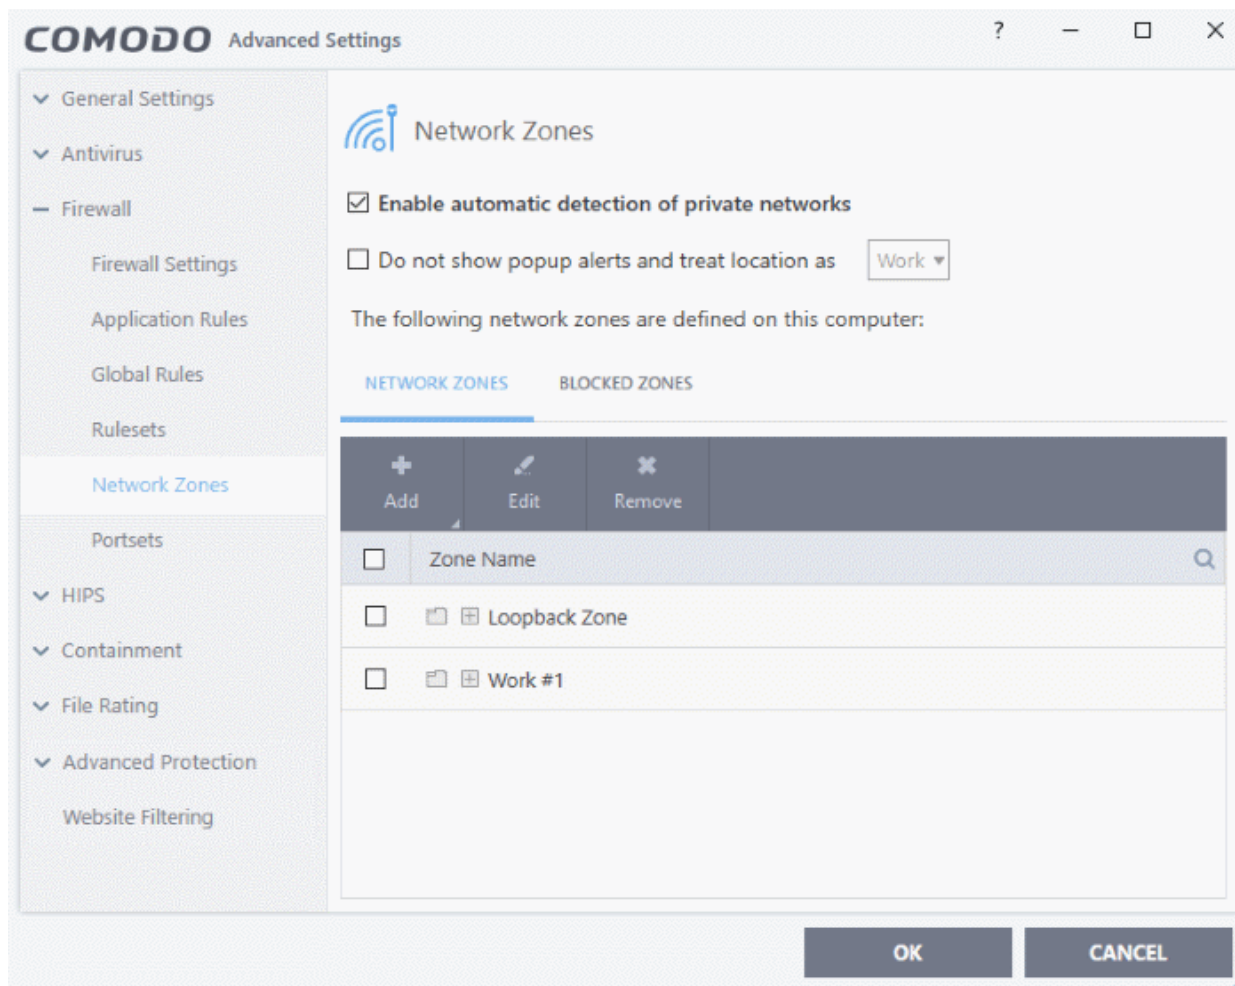 COMODO Advanced Settings ?
General Settings
Antivirus
Firewall
Firewall Settings
Application Rules
Global Rules
Rulesets
Network Zones
Portsets
HIPS
Containment
File Rating
Advanced Protection
Website Filtering
Network Zones
Enable automatic detection of private networks
Do not show popup alerts and treat location as Work
The following network zones are defined on this computer:
NETWORK ZONES BLOCKED ZONES
Add Edit Remove
Zone Name
Loopback Zone
Work #1
OK CANCEL